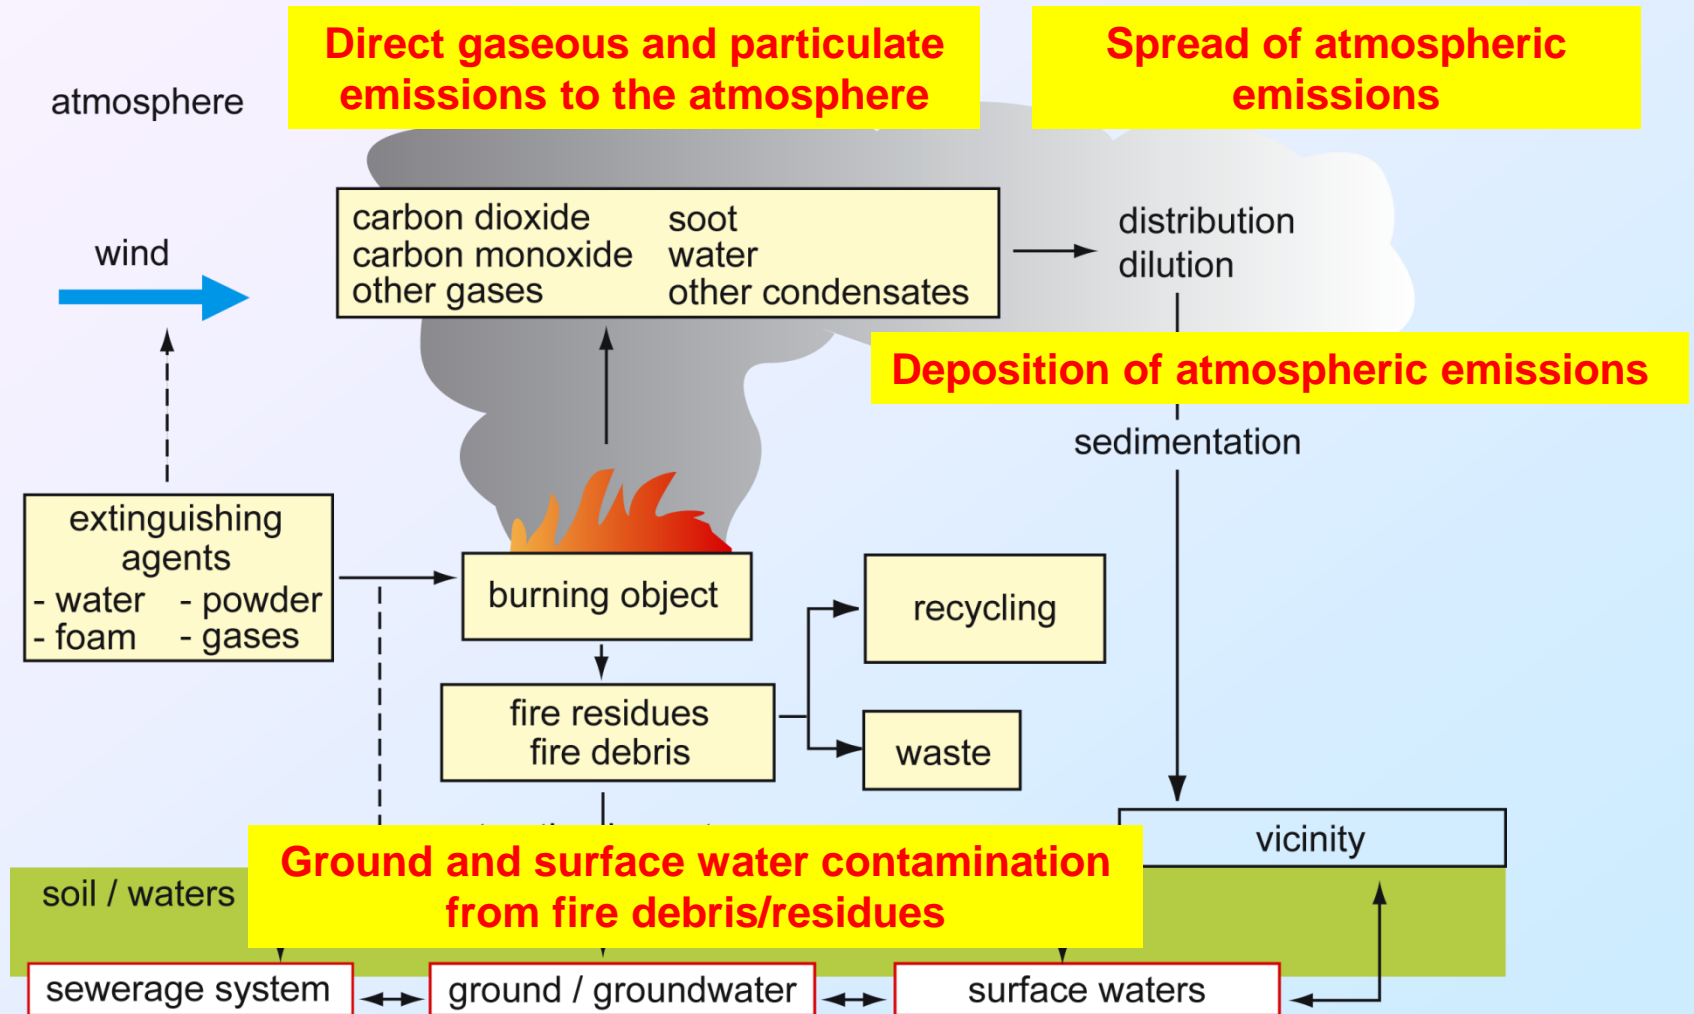 Direct gaseous and particulate
emissions to the atmosphere
Spread of atmospheric
emissions
atmosphere
wind
carbon dioxide
carbon monoxide
other gases
soot
water
other condensates
distribution
dilution
Deposition of atmospheric emissions
sedimentation
extinguishing
agents
- water - powder
- foam - gases
burning object
recycling
fire residues
fire debris
waste
vicinity
Ground and surface water contamination
from fire debris/residues
soil / waters
sewerage system
ground / groundwater
surface waters